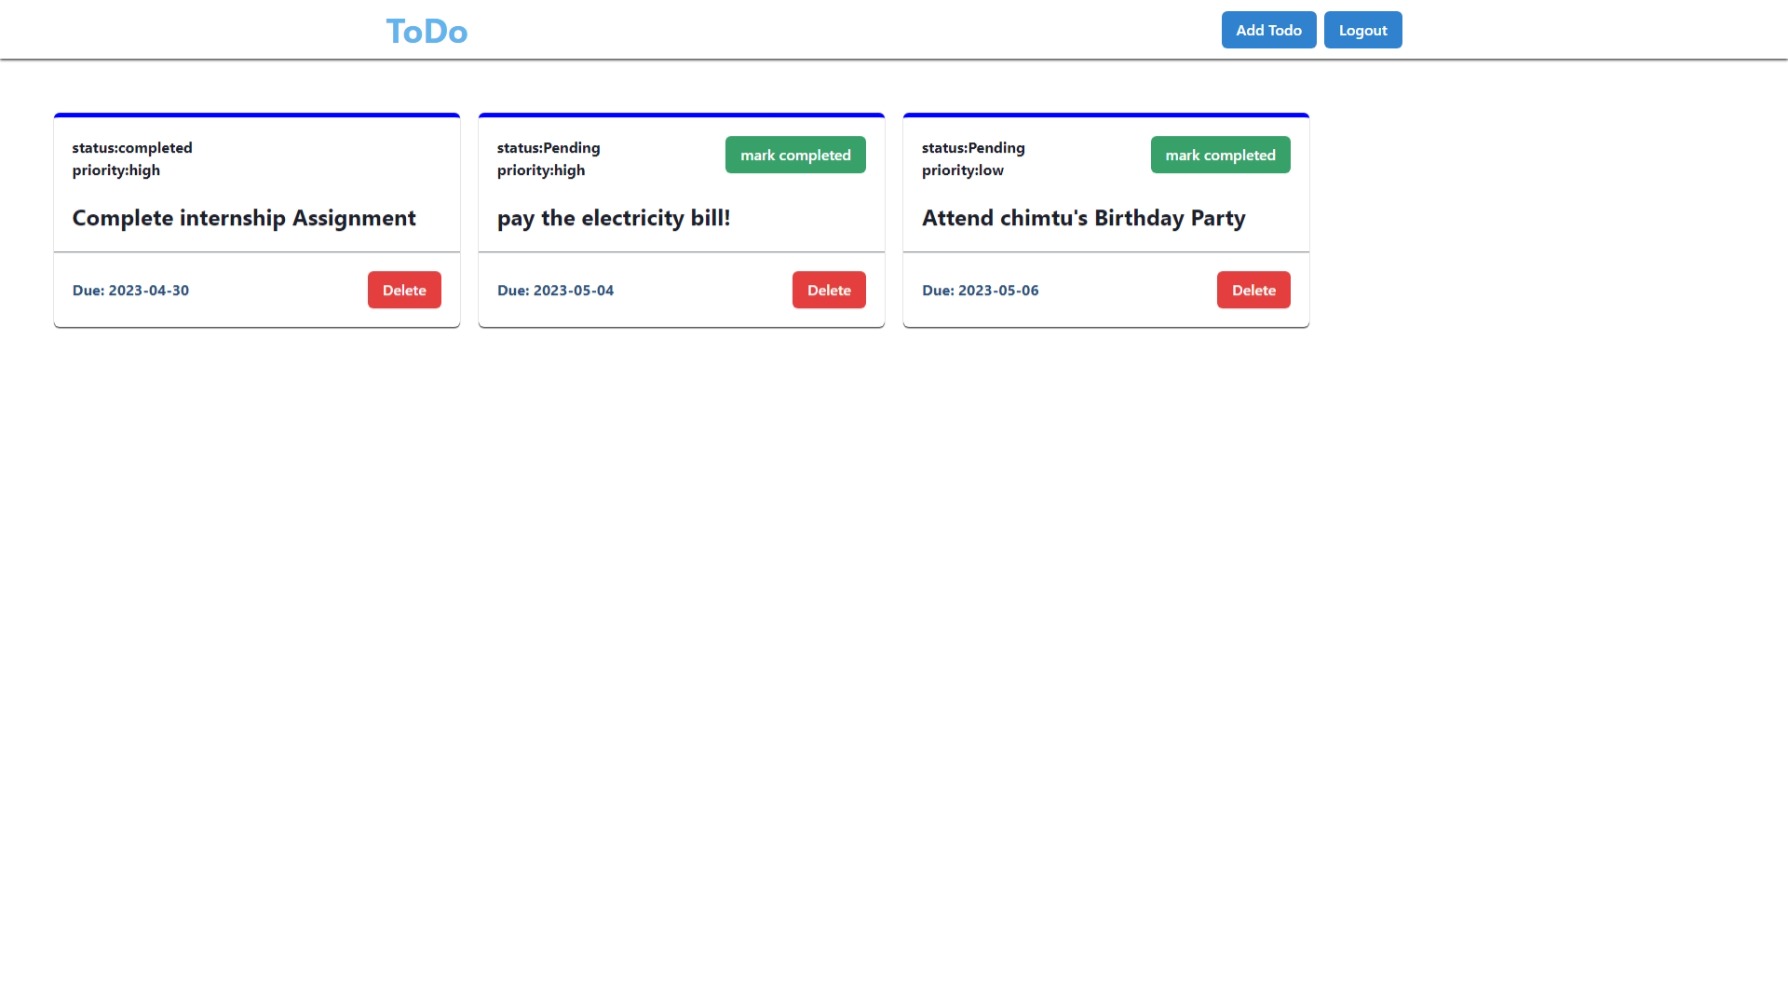 ToDo
Add Todo
Logout
status:completed
priority:high
Complete internship Assignment
Due: 2023-04-30
Delete
status:Pending
priority:high
mark completed
pay the electricity bill!
Due: 2023-05-04
Delete
status:Pending
priority:low
mark completed
Attend chimtu's Birthday Party
Due: 2023-05-06
Delete